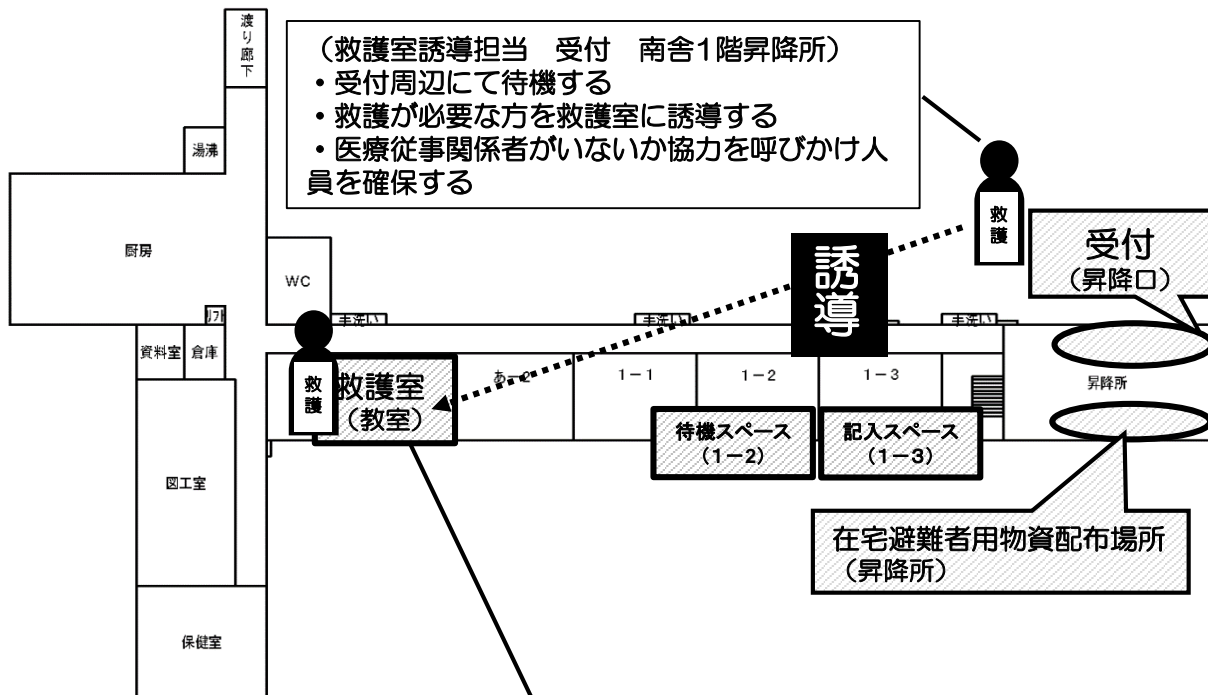 渡り廊下
（救護室誘導担当　受付　南舎1階昇降所）
・受付周辺にて待機する
・救護が必要な方を救護室に誘導する
・医療従事関係者がいないか協力を呼びかけ人
員を確保する
湯沸
救護
受付
（昇降口）
厨房
誘導
WC
リフト
手洗い
手洗い
手洗い
資料室
倉庫
救護
救護室
（教室）
あー2
1－1
1－2
1－3
昇降所
待機スペース
（1－2）
記入スペース
（1－3）
図工室
在宅避難者用物資配布場所
（昇降所）
保健室